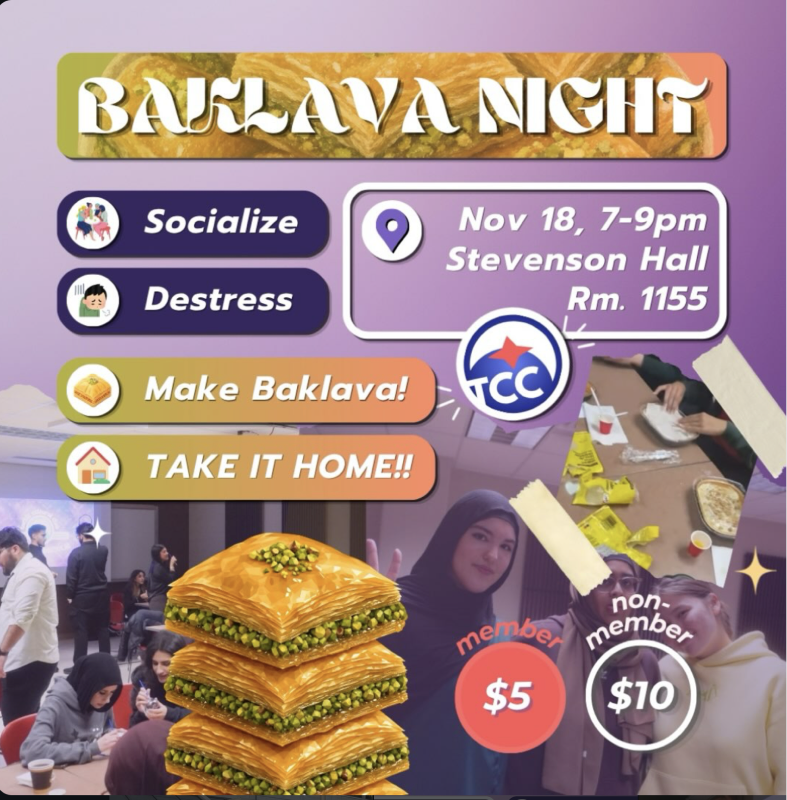 BAKLAVA NIGHT
Socialize
Destress
Nov 18, 7-9pm
Stevenson Hall
Rm. 1155
TCC
Make Baklava!
TAKE IT HOME!!
member
$5
non-
member
$10